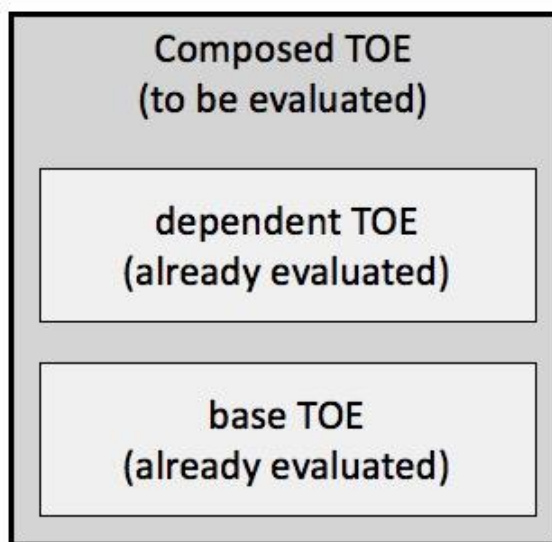 Composed TOE
(to be evaluated)
dependent TOE
(already evaluated)
base TOE
(already evaluated)